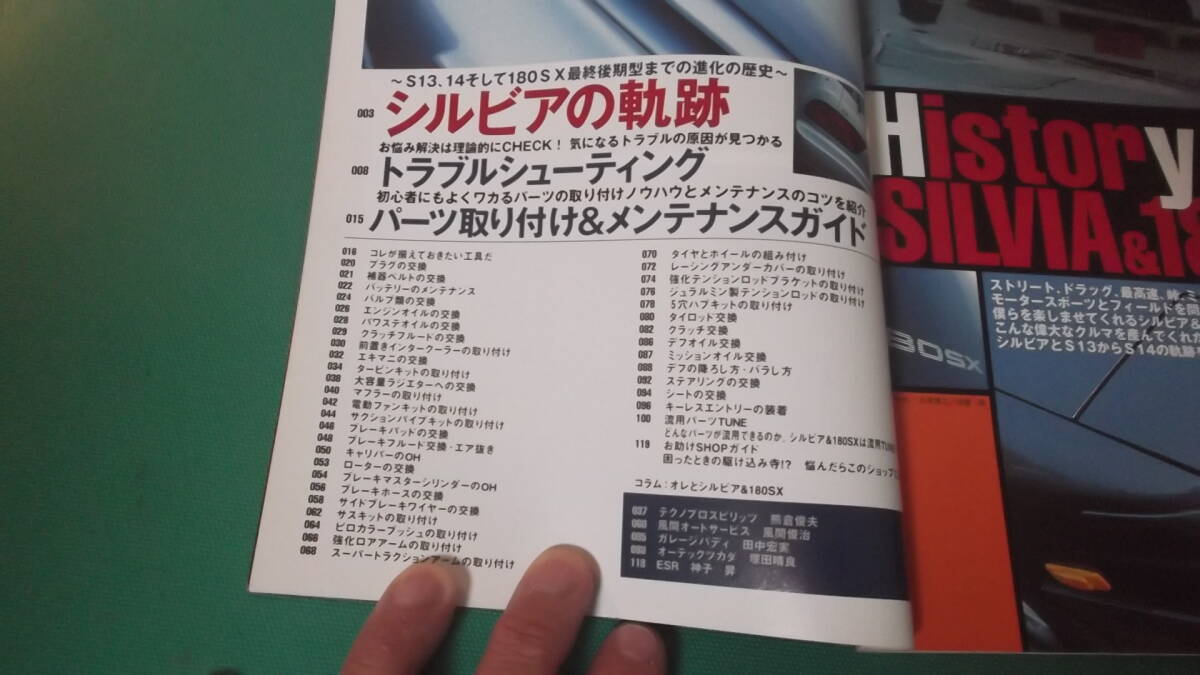 ～S13、14そして180SX最終後期型までの進化の歴史～
003 シルビアの軌跡
お悩み解決は理論的にCHECK！ 気になるトラブルの原因が見つかる
008 トラブルシューティング
初心者にもよくワカるパーツの取り付けノウハウとメンテナンスのコツを紹介
015 パーツ取り付け&メンテナンスガイド
016 コレが揃えておきたい工具だ
020 プラグの交換
021 補器ベルトの交換
022 バッテリーのメンテナンス
024 バルブ類の交換
026 エンジンオイルの交換
028 パワステオイルの交換
029 クラッチフルードの交換
030 前置きインタークーラーの取り付け
032 エキマニの交換
034 タービンキットの取り付け
038 大容量ラジエターへの交換
040 マフラーの取り付け
042 電動ファンキットの取り付け
044 サクションパイプキットの取り付け
046 ブレーキパッドの交換
048 ブレーキフルード交換・エア抜き
050 キャリパーのOH
053 ローターの交換
054 ブレーキマスターシリンダーのOH
056 ブレーキホースの交換
058 サイドブレーキワイヤーの交換
062 サスキットの取り付け
064 ピロカラーブッシュの取り付け
066 強化ロアアームの取り付け
068 スーパートラクションアームの取り付け
070 タイヤとホイールの組み付け
072 レーシングアンダーカバーの取り付け
074 強化テンションロッドブラケットの取り付け
076 ジュラルミン製テンションロッドの取り付け
078 5穴ハブキットの取り付け
080 タイロッド交換
082 クラッチ交換
086 デフオイル交換
087 ミッションオイル交換
088 デフの降ろし方・バラし方
092 ステアリングの交換
094 シートの交換
096 キーレスエントリーの装着
100 流用パーツTUNE
どんなパーツが流用できるのか、シルビア&180SXは流用TUNE
119 お助けSHOPガイド
困ったときの駆け込み寺!? 悩んだらこのショップに
コラム：オレとシルビア&180SX
037 テクノプロスピリッツ 熊倉俊夫
060 風間オートサービス 風間俊治
085 ガレージバディ 田中宏実
093 オーテックツカダ 塚田晴良
118 ESR 神子 昇
History
SILVIA&18
ストリート、ドラッグ、最高速、峠、ミ
モータースポーツとフィールドを問
僕らを楽しませてくれるシルビア&
こんな偉大なクルマを産んでくれた
シルビアとS13からS14の軌跡
80SX